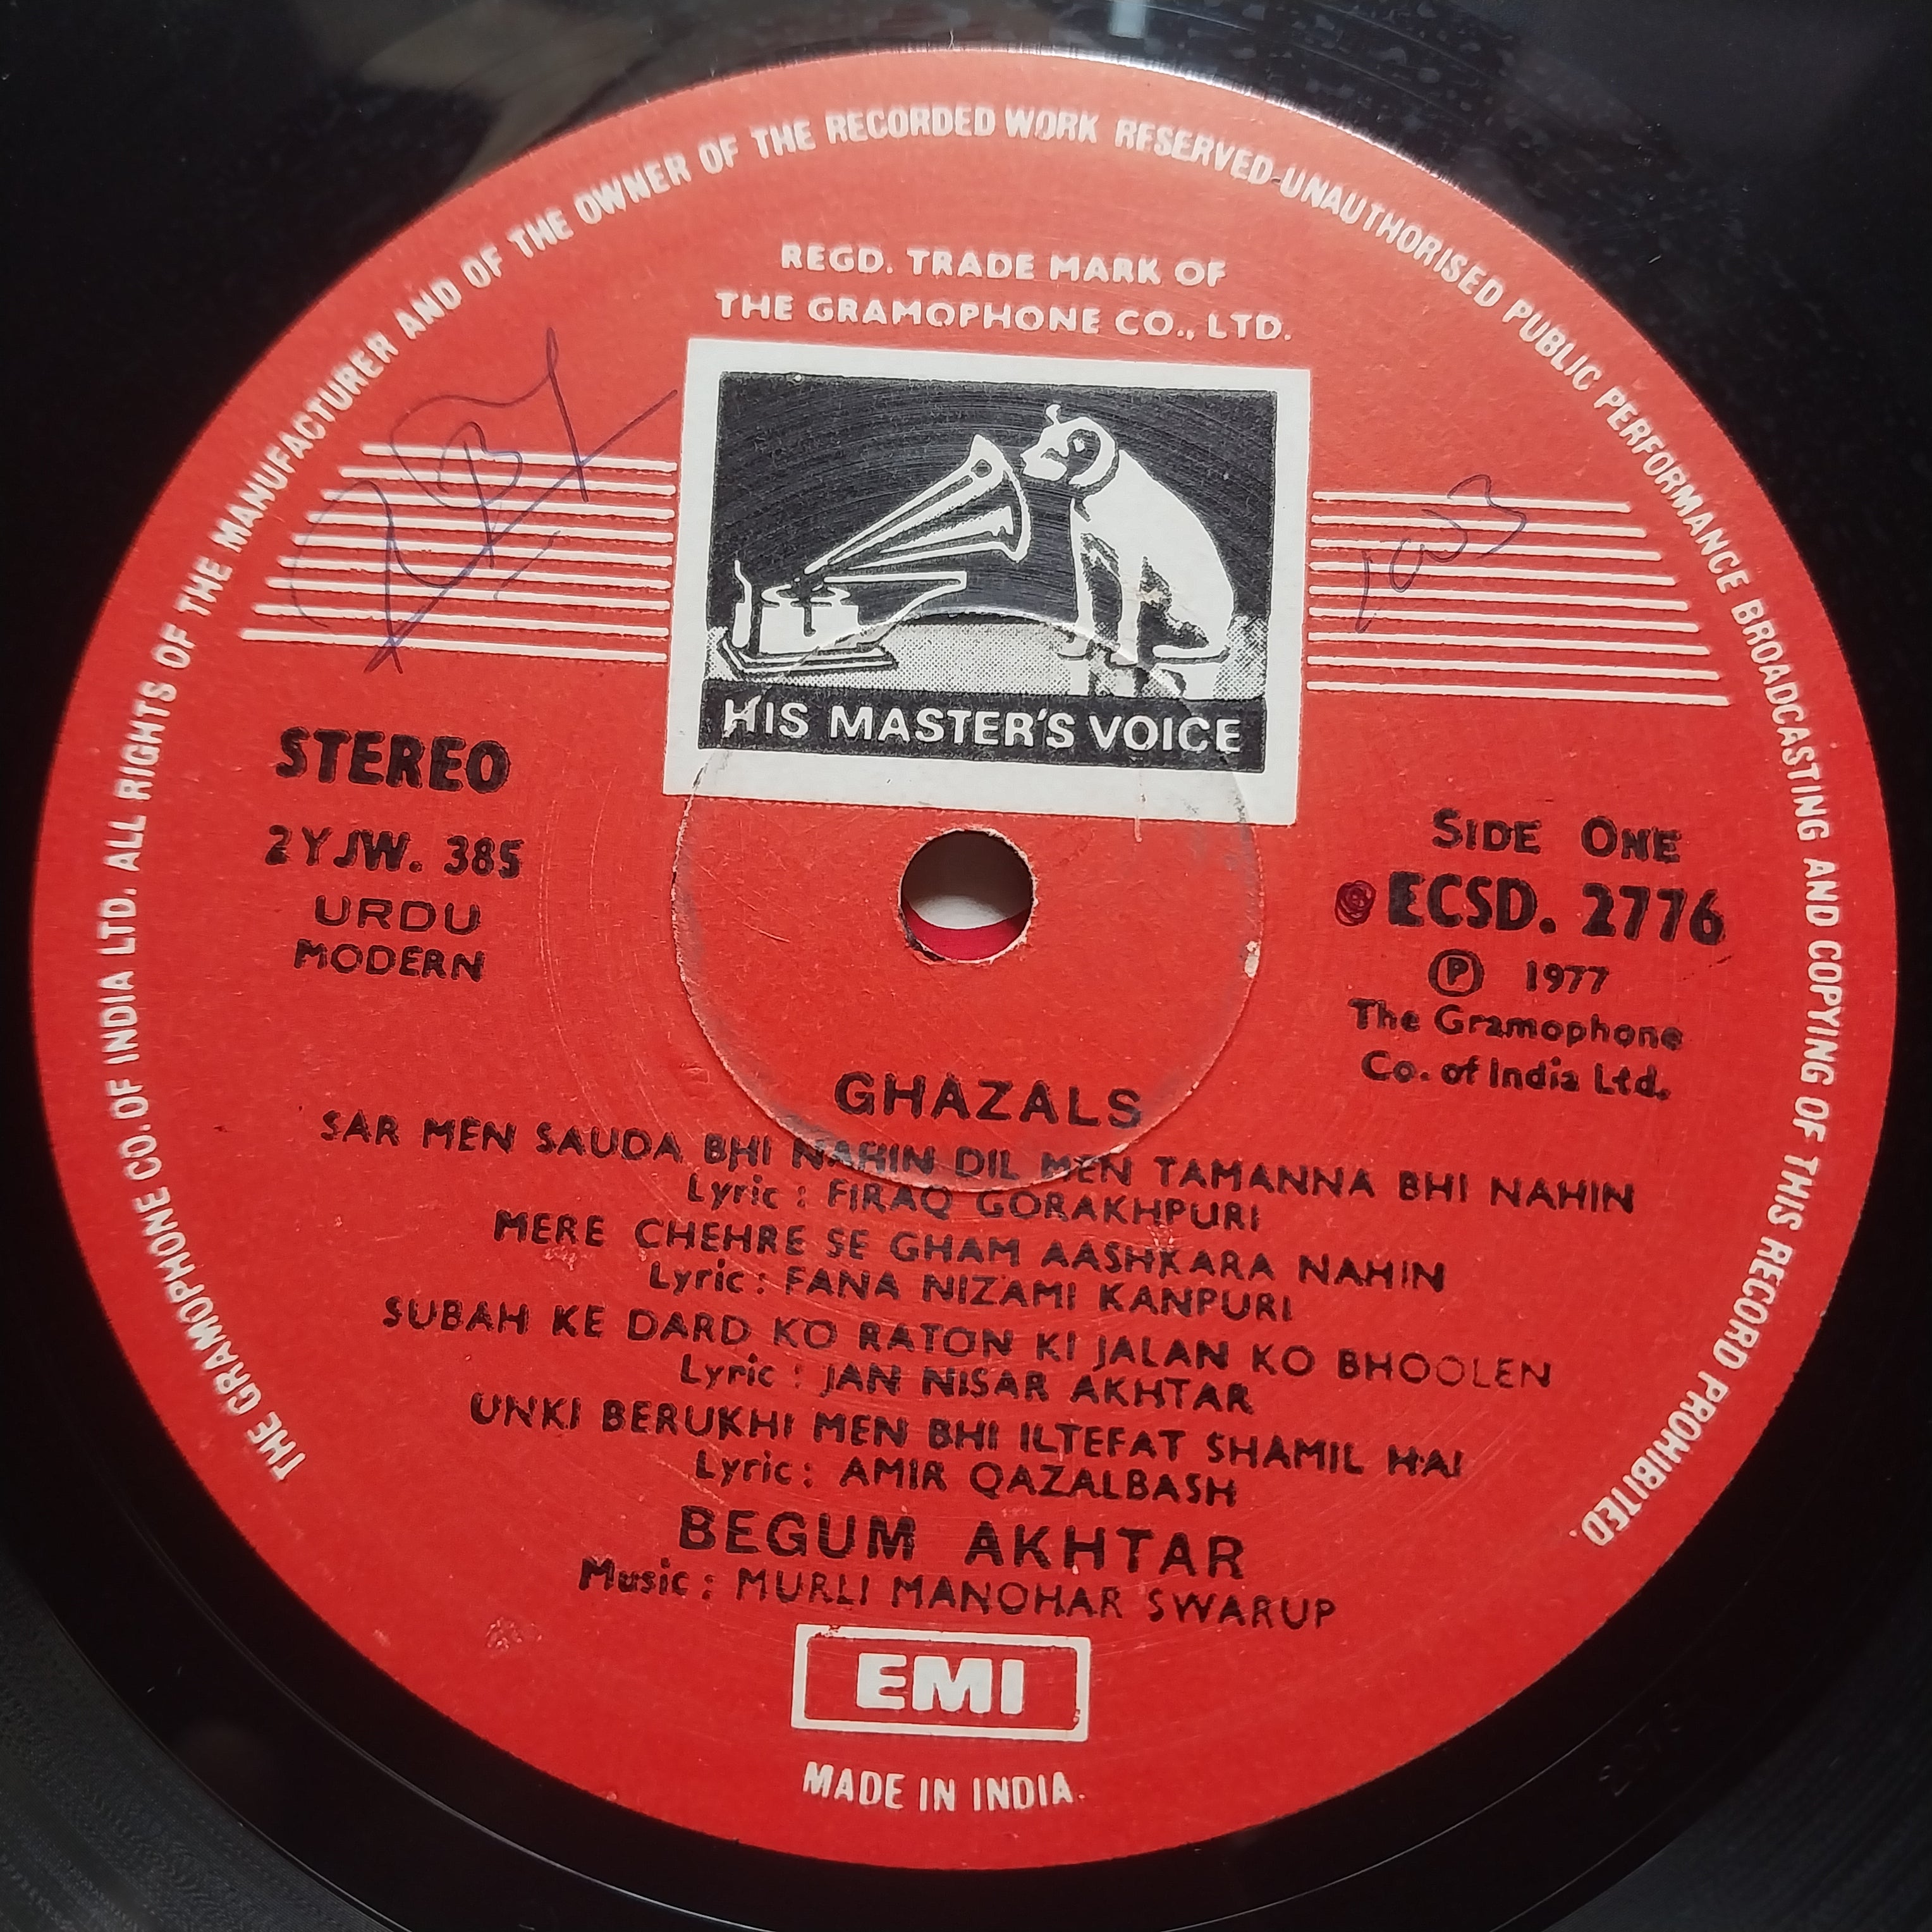 THE GRAMOPHONE CO. OF INDIA LTD. ALL RIGHTS OF THE MANUFACTURER AND OF THE OWNER OF THE RECORDED WORK RESERVED-UNAUTHORISED PUBLIC PERFORMANCE BROADCASTING AND COPYING OF THIS RECORD PROHIBITED.
REGD. TRADE MARK OF
THE GRAMOPHONE CO., LTD.
HIS MASTER'S VOICE
STEREO
2YJW. 385
URDU
MODERN
SIDE ONE
ECSD. 2776
Ⓟ 1977
The Gramophone
Co. of India Ltd.
GHAZALS
SAR MEN SAUDA BHI NAHIN DIL MEN TAMANNA BHI NAHIN
Lyric : FIRAQ GORAKHPURI
MERE CHEHRE SE GHAM AASHKARA NAHIN
Lyric : FANA NIZAMI KANPURI
SUBAH KE DARD KO RATON KI JALAN KO BHOOLEN
Lyric : JAN NISAR AKHTAR
UNKI BERUKHI MEN BHI ILTEFAT SHAMIL HAI
Lyric : AMIR QAZALBASH
BEGUM AKHTAR
Music : MURLI MANOHAR SWARUP
EMI
MADE IN INDIA.